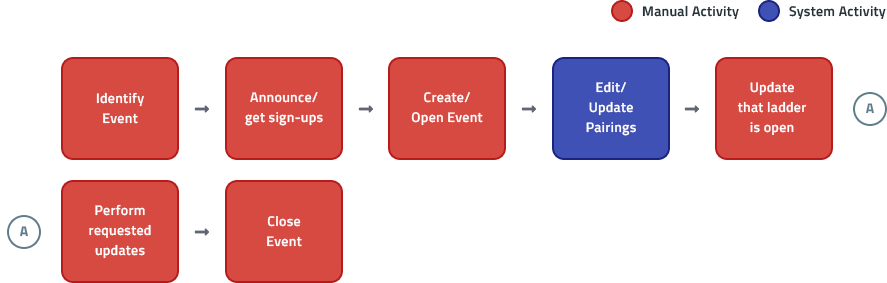 Manual Activity
System Activity
Identify
Event
Announce/
get sign-ups
Create/
Open Event
Edit/
Update
Pairings
Update
that ladder
is open
A
A
Perform
requested
updates
Close
Event